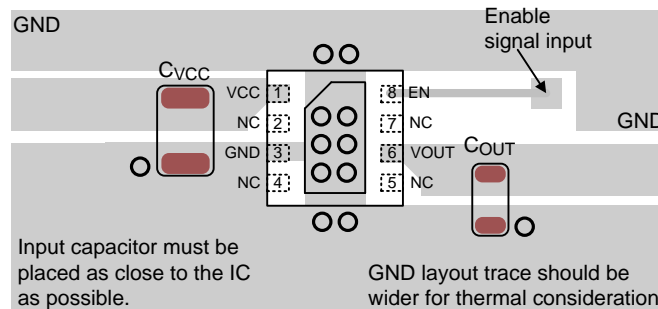 GND
Enable
signal input
CVCC
VCC 1
8 EN
NC 2
7 NC
GND
GND 3
6 VOUT
COUT
NC 4
5 NC
Input capacitor must be
placed as close to the IC
as possible.
GND layout trace should be
wider for thermal consideration